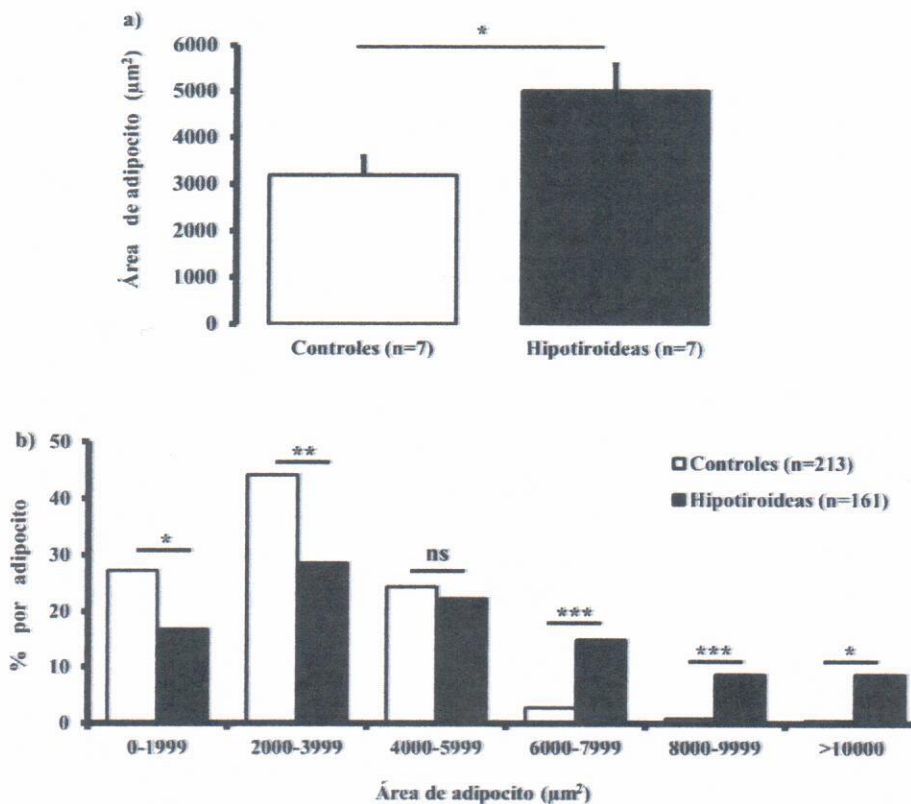 a)
*
Área de adipocito (µm²)
6000
5000
4000
3000
2000
1000
0
Controles (n=7) Hipotiroideas (n=7)
b)
% por adipocito
50
40
30
20
10
0
* ** ns *** *** *
Controles (n=213)
Hipotiroideas (n=161)
0-1999 2000-3999 4000-5999 6000-7999 8000-9999 >10000
Área de adipocito (µm²)